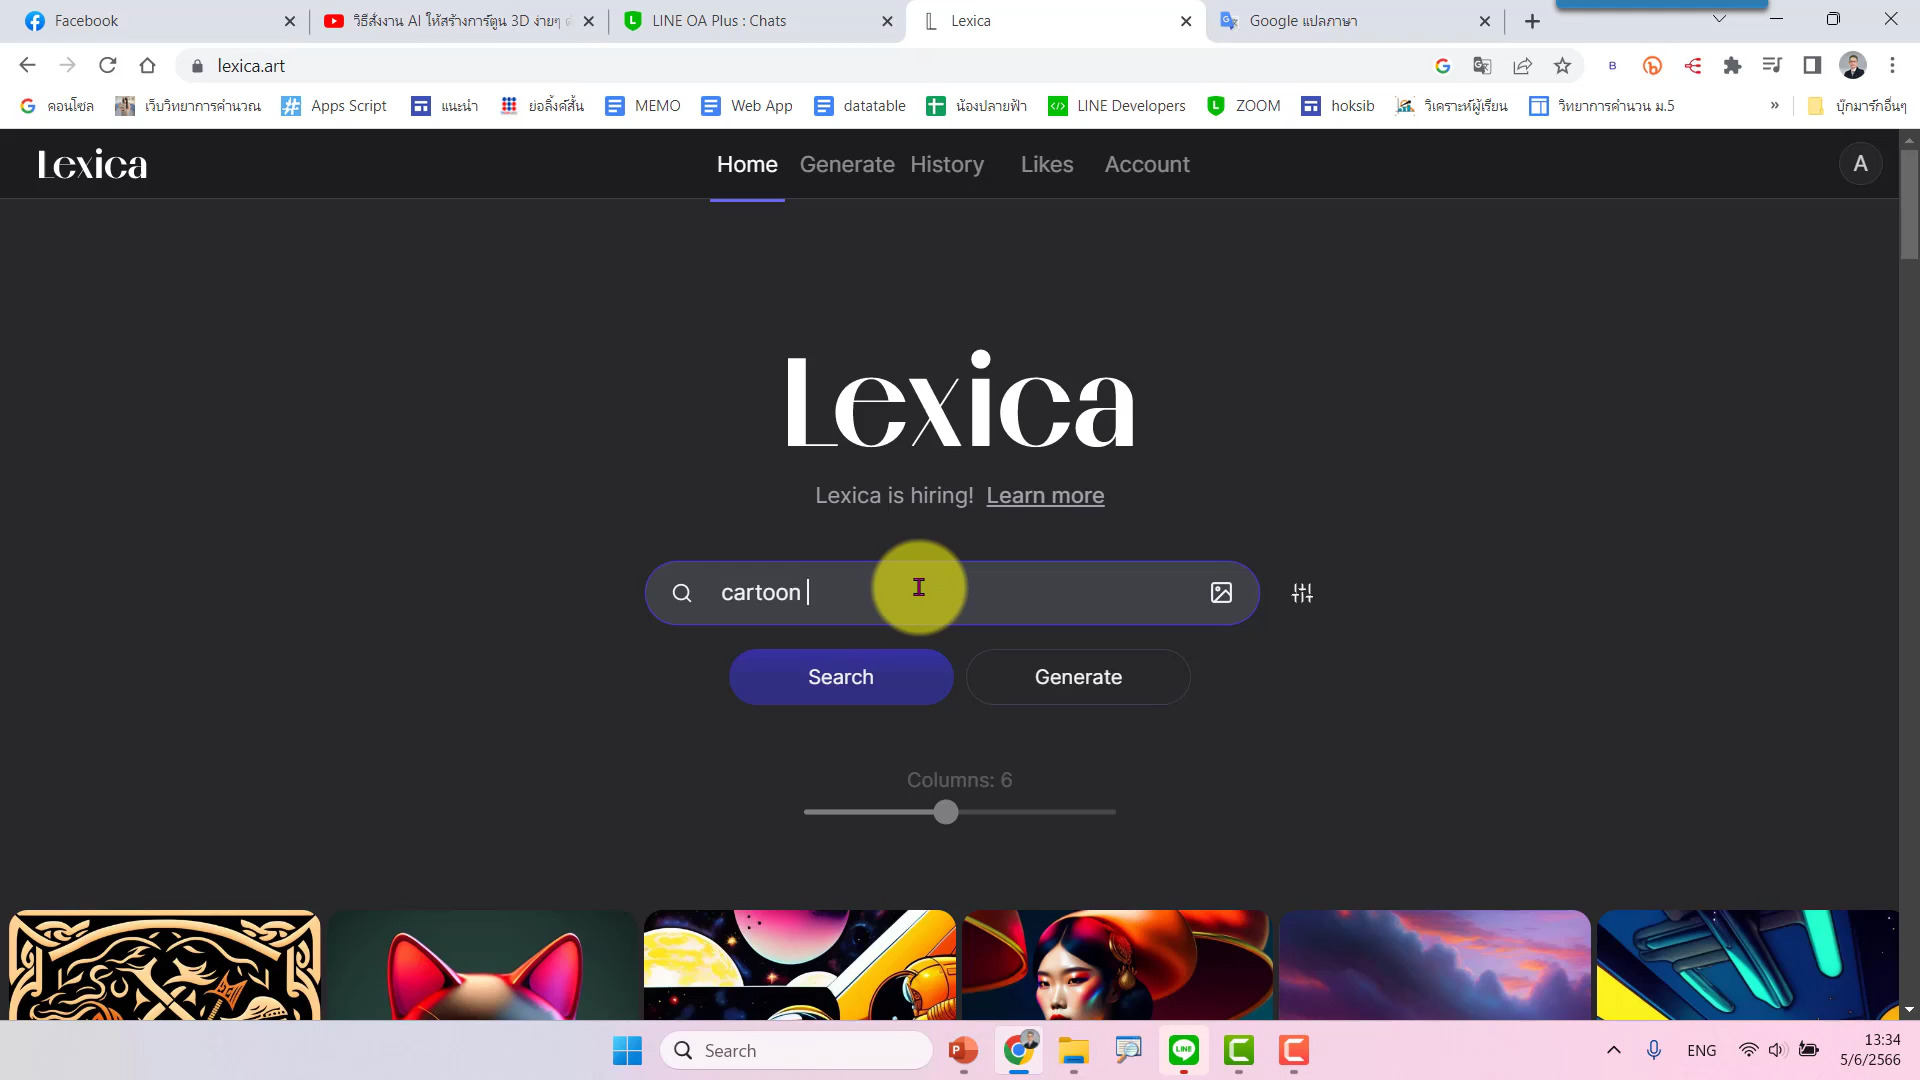 Facebook
วิธีสั่งงาน AI ให้สร้างการ์ตูน 3D ง่ายๆ
LINE OA Plus : Chats
Lexica
Google แปลภาษา
lexica.art
คอนโซล
เว็บวิทยาการคำนวณ
Apps Script
แนะนำ
ย่อลิ้งค์สั้น
MEMO
Web App
datatable
น้องปลายฟ้า
LINE Developers
ZOOM
hoksib
วิเคราะห์ผู้เรียน
วิทยาการคำนวน ม.5
»
บุ๊กมาร์กอื่นๆ
Lexica
Home
Generate
History
Likes
Account
A
Lexica
Lexica is hiring! Learn more
cartoon
Search
Generate
Columns: 6
Search
ENG
13:34
5/6/2566